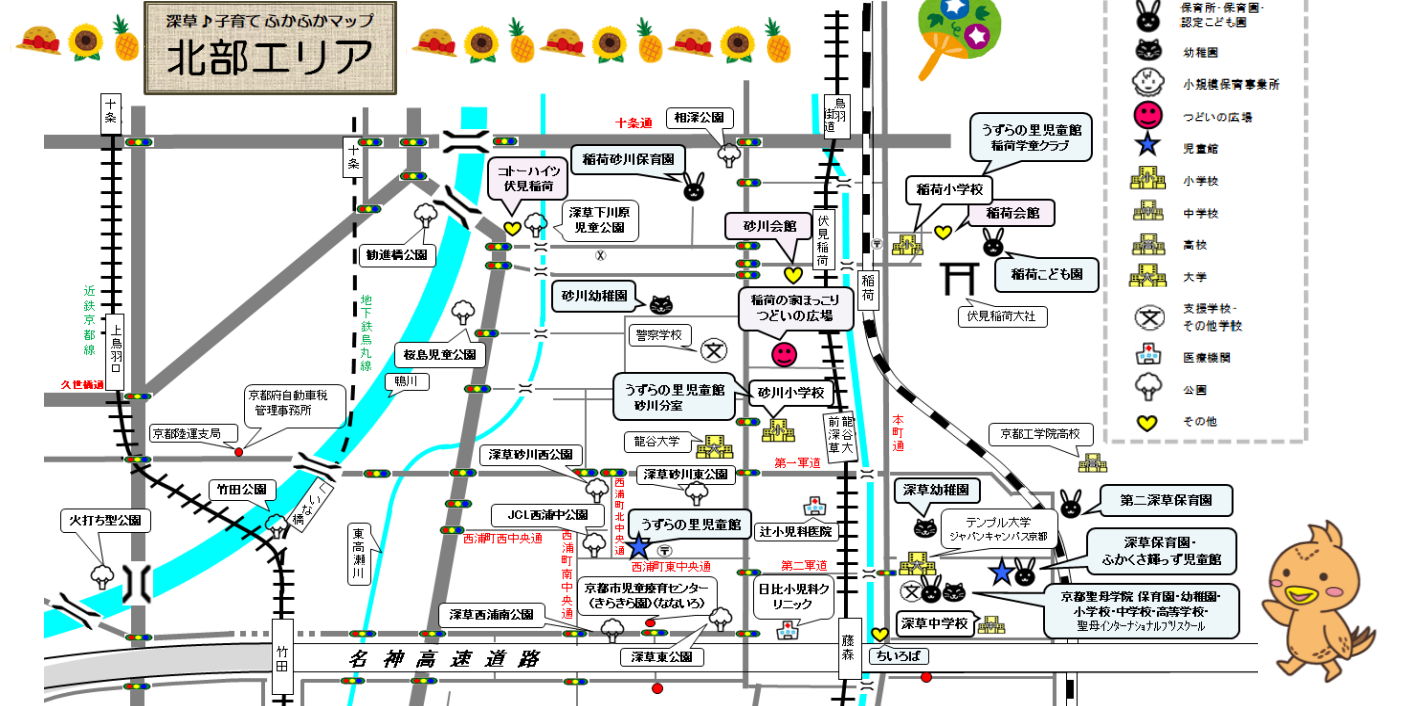 深草♪子育て ふかふかマップ
北部エリア
保育所・保育園・
認定こども園
幼稚園
小規模保育事業所
つどいの広場
児童館
小学校
中学校
高校
大学
支援学校・
その他学校
医療機関
公園
その他
十条
十条
十条通
相深公園
鳥羽
街道
うずらの里児童館
稲荷学童クラブ
稲荷砂川保育園
コトーハイツ
伏見稲荷
稲荷小学校
稲荷会館
深草下川原
児童公園
砂川会館
伏見稲荷
勧進橋公園
稲荷こども園
稲荷
近鉄京都線
地下鉄烏丸線
砂川幼稚園
稲荷の家ほっこり
つどいの広場
伏見稲荷大社
上鳥羽口
桜島児童公園
警察学校
文
久世橋通
鴨川
うずらの里児童館
砂川分室
砂川小学校
京都府自動車税
管理事務所
京都陸運支局
龍谷大学
龍谷大
前深草
本町通
京都工学院高校
深草砂川西公園
深草砂川東公園
第一軍道
竹田公園
いなり橋
西浦町北中央通
深草幼稚園
第二深草保育園
火打ち型公園
JCL西浦中公園
うずらの里児童館
辻小児科医院
テンプル大学
ジャパンキャンパス京都
東高瀬川
西浦町西中央通
西浦町南中央通
西浦町東中央通
第二軍道
深草保育園・
ふかくさ輝っず児童館
京都市児童療育センター
(きらきら園)(なないろ)
日比小児科ク
リニック
文
京都聖母学院 保育園・幼稚園・
小学校・中学校・高等学校・
聖母インターナショナルプリスクール
深草西浦南公園
深草中学校
竹田
名神高速道路
深草東公園
藤森
ちいろば